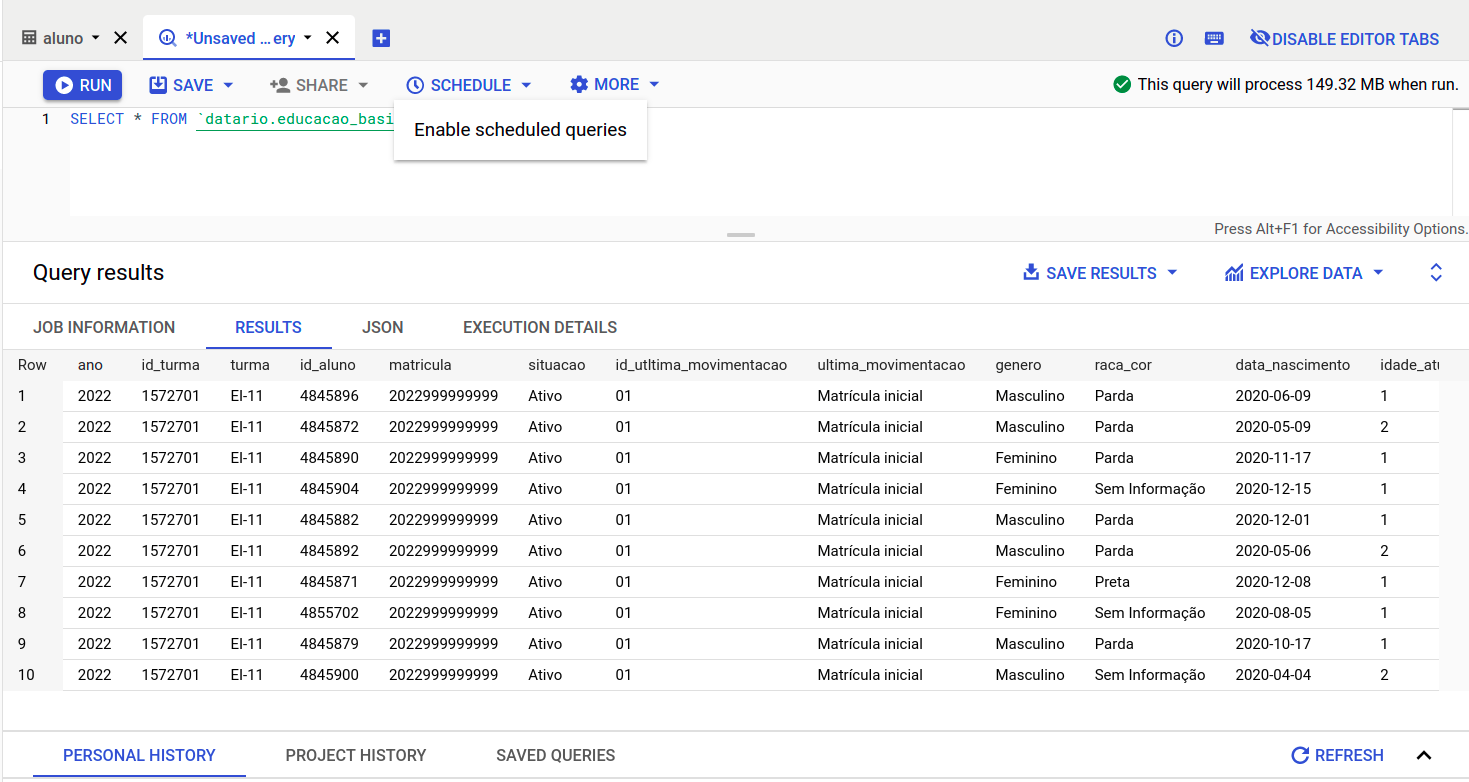 aluno *Unsaved ...ery DISABLE EDITOR TABS
RUN SAVE SHARE SCHEDULE MORE This query will process 149.32 MB when run.
1 SELECT * FROM `datario.educacao_basi
Enable scheduled queries
Press Alt+F1 for Accessibility Options.
Query results SAVE RESULTS EXPLORE DATA
JOB INFORMATION RESULTS JSON EXECUTION DETAILS
Row ano id_turma turma id_aluno matricula situacao id_utltima_movimentacao ultima_movimentacao genero raca_cor data_nascimento idade_atu
1 2022 1572701 EI-11 4845896 2022999999999 Ativo 01 Matrícula inicial Masculino Parda 2020-06-09 1
2 2022 1572701 EI-11 4845872 2022999999999 Ativo 01 Matrícula inicial Masculino Parda 2020-05-09 2
3 2022 1572701 EI-11 4845890 2022999999999 Ativo 01 Matrícula inicial Feminino Parda 2020-11-17 1
4 2022 1572701 EI-11 4845904 2022999999999 Ativo 01 Matrícula inicial Feminino Sem Informação 2020-12-15 1
5 2022 1572701 EI-11 4845882 2022999999999 Ativo 01 Matrícula inicial Masculino Parda 2020-12-01 1
6 2022 1572701 EI-11 4845892 2022999999999 Ativo 01 Matrícula inicial Masculino Parda 2020-05-06 2
7 2022 1572701 EI-11 4845871 2022999999999 Ativo 01 Matrícula inicial Feminino Preta 2020-12-08 1
8 2022 1572701 EI-11 4855702 2022999999999 Ativo 01 Matrícula inicial Feminino Sem Informação 2020-08-05 1
9 2022 1572701 EI-11 4845879 2022999999999 Ativo 01 Matrícula inicial Masculino Parda 2020-10-17 1
10 2022 1572701 EI-11 4845900 2022999999999 Ativo 01 Matrícula inicial Masculino Sem Informação 2020-04-04 2
PERSONAL HISTORY PROJECT HISTORY SAVED QUERIES REFRESH